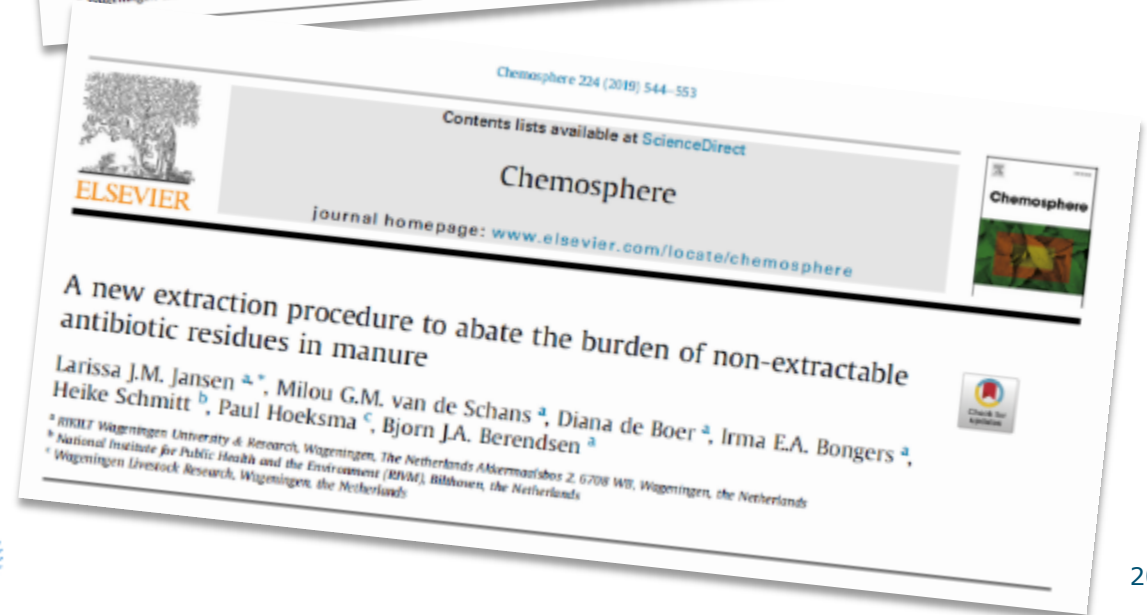 Chemosphere 224 (2019) 544–553
Contents lists available at ScienceDirect
Chemosphere
journal homepage: www.elsevier.com/locate/chemosphere
ELSEVIER
Chemosphere
A new extraction procedure to abate the burden of non-extractable
antibiotic residues in manure
Check for
updates
Larissa J.M. Jansen a, *, Milou G.M. van de Schans a, Diana de Boer a, Irma E.A. Bongers a,
Heike Schmitt b, Paul Hoeksma c, Bjorn J.A. Berendsen a
a RIKILT Wageningen University & Research, Wageningen, The Netherlands Akkermaalsbos 2, 6708 WB, Wageningen, the Netherlands
b National Institute for Public Health and the Environment (RIVM), Bilthoven, the Netherlands
c Wageningen Livestock Research, Wageningen, the Netherlands